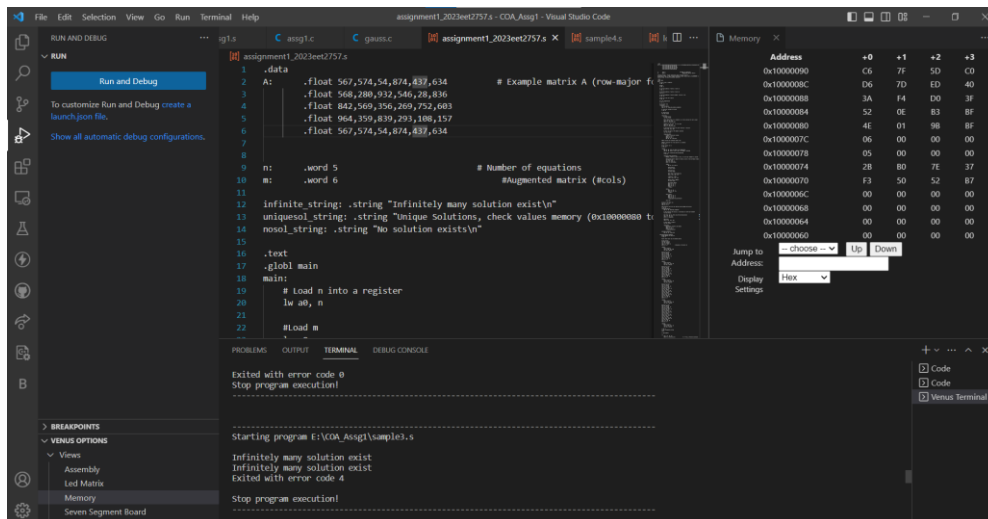 File Edit Selection View Go Run Terminal Help
assignment1_2023eet2757.s - COA_Assg1 - Visual Studio Code
RUN AND DEBUG
RUN
Run and Debug
To customize Run and Debug create a
launch.json file.
Show all automatic debug configurations.
BREAKPOINTS
VENUS OPTIONS
Views
Assembly
Led Matrix
Memory
Seven Segment Board
sg1.s assg1.c gauss.c assignment1_2023eet2757.s sample4.s
assignment1_2023eet2757.s
1 .data
2 A: .float 567,574,54,874,437,634 # Example matrix A (row-major fo
3 .float 568,280,932,546,28,836
4 .float 842,569,356,269,752,603
5 .float 964,359,839,293,108,157
6 .float 567,574,54,874,437,634
7
8
9 n: .word 5 # Number of equations
10 m: .word 6 #Augmented matrix (#cols)
11
12 infinite_string: .string "Infinitely many solution exist\n"
13 uniquesol_string: .string "Unique Solutions, check values memory (0x10000080 to
14 nosol_string: .string "No solution exists\n"
15
16 .text
17 .globl main
18 main:
19 # Load n into a register
20 lw a0, n
21
22 #Load m
Memory
Address +0 +1 +2 +3
0x10000090 C6 7F 5D C0
0x1000008C D6 7D ED 40
0x10000088 3A F4 D0 3F
0x10000084 52 0E B3 BF
0x10000080 4E 01 9B BF
0x1000007C 06 00 00 00
0x10000078 05 00 00 00
0x10000074 2B B0 7E 37
0x10000070 F3 50 52 B7
0x1000006C 00 00 00 00
0x10000068 00 00 00 00
0x10000064 00 00 00 00
0x10000060 00 00 00 00
Jump to
Address:
-- choose -- Up Down
Display
Settings
Hex
PROBLEMS OUTPUT TERMINAL DEBUG CONSOLE
Exited with error code 0
Stop program execution!
Starting program E:\COA_Assg1\sample3.s
Infinitely many solution exist
Infinitely many solution exist
Exited with error code 4
Stop program execution!
Code
Code
Venus Terminal